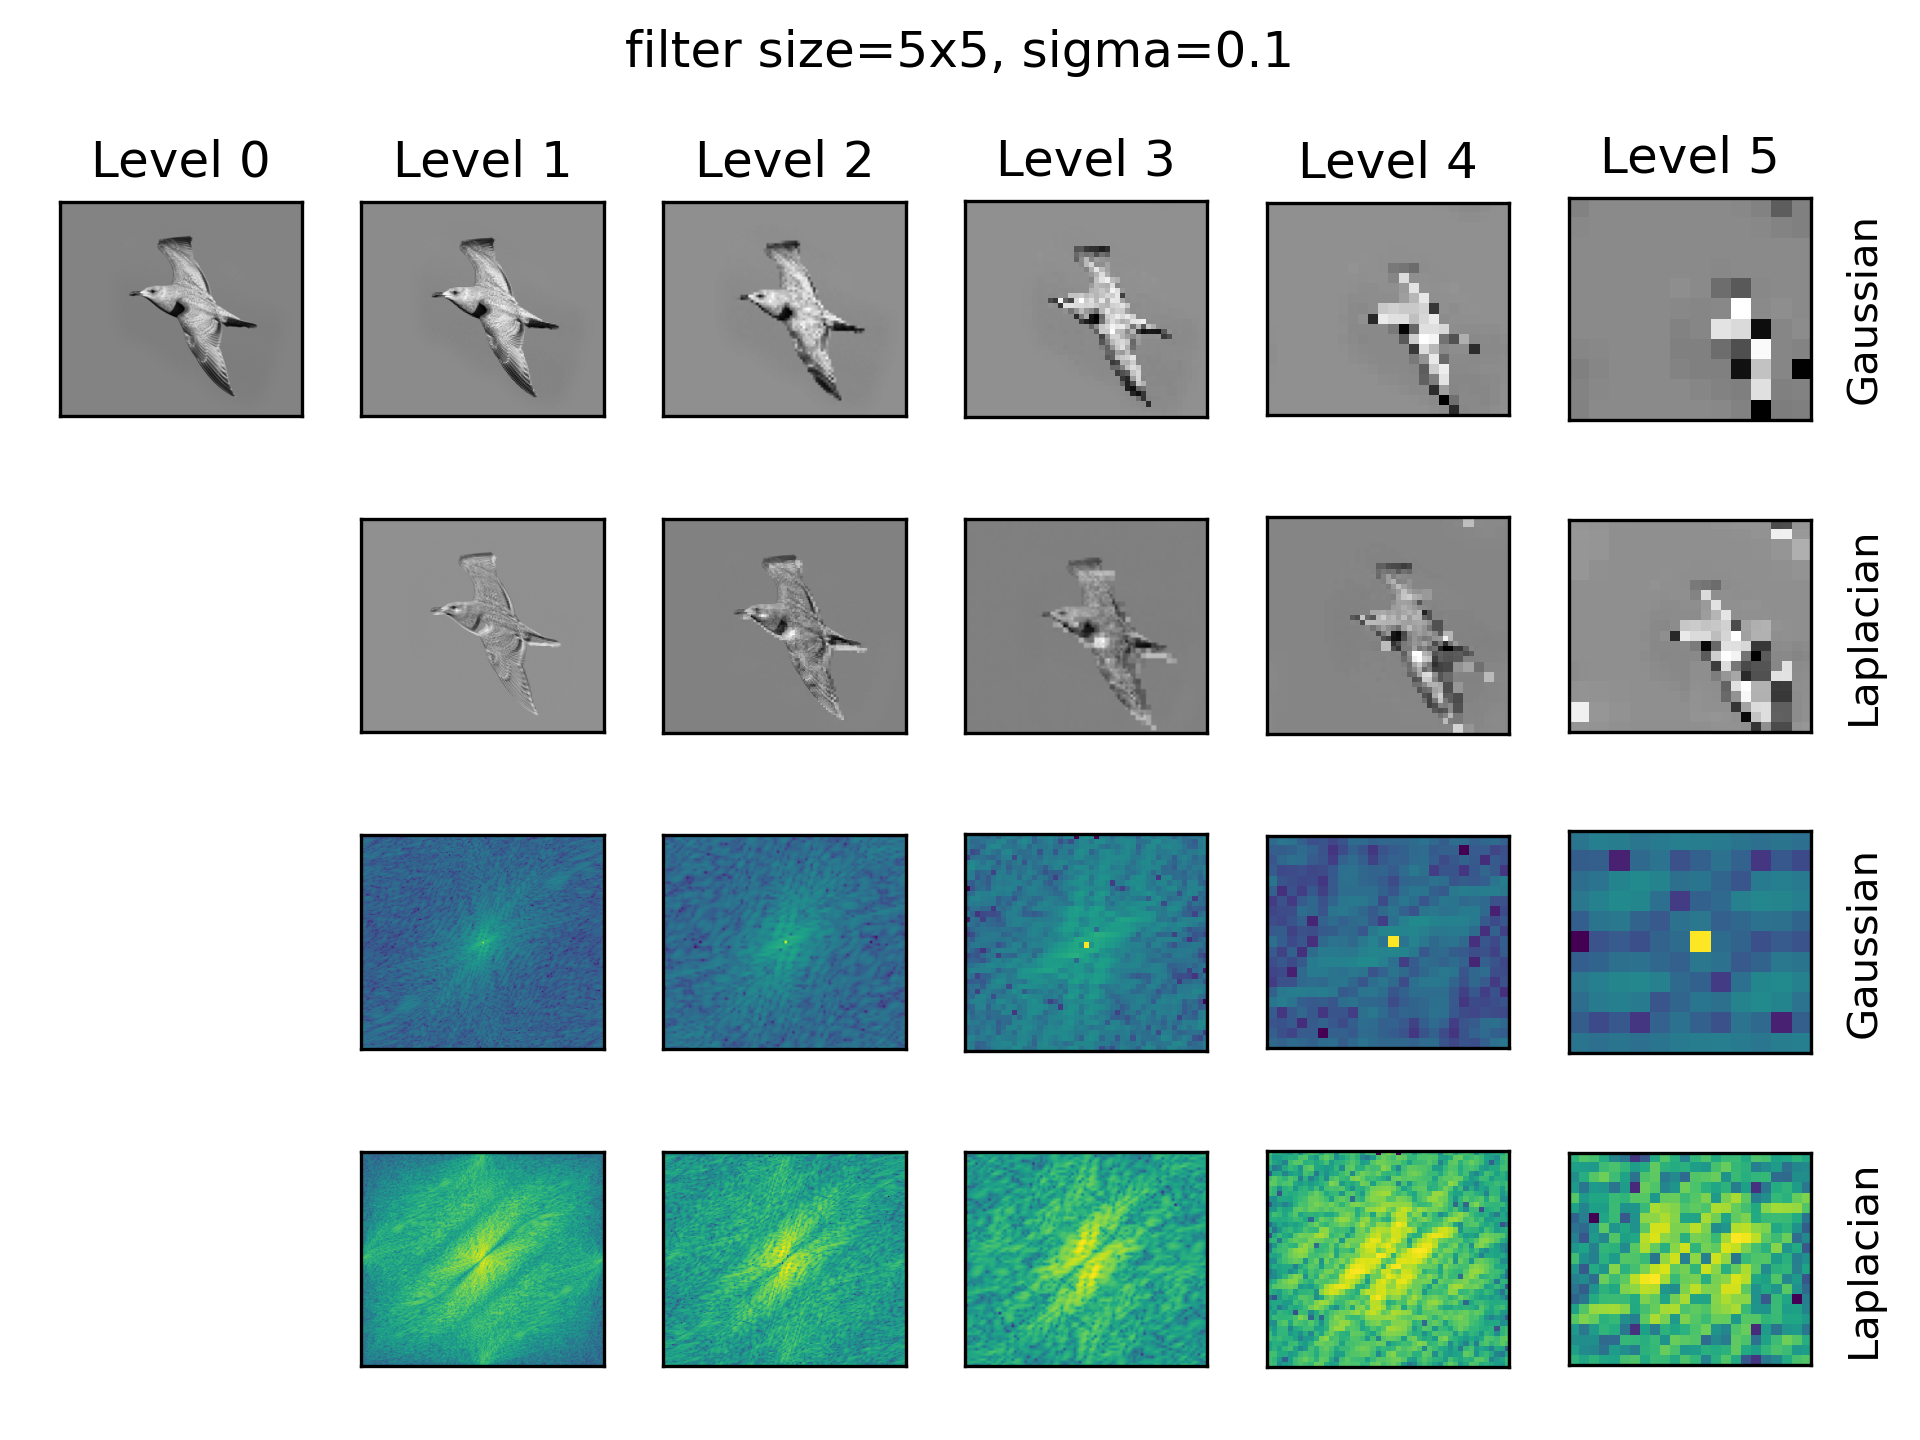 filter size=5x5, sigma=0.1
Level 0
Level 1
Level 2
Level 3
Level 4
Level 5
Gaussian
Laplacian
Gaussian
Laplacian